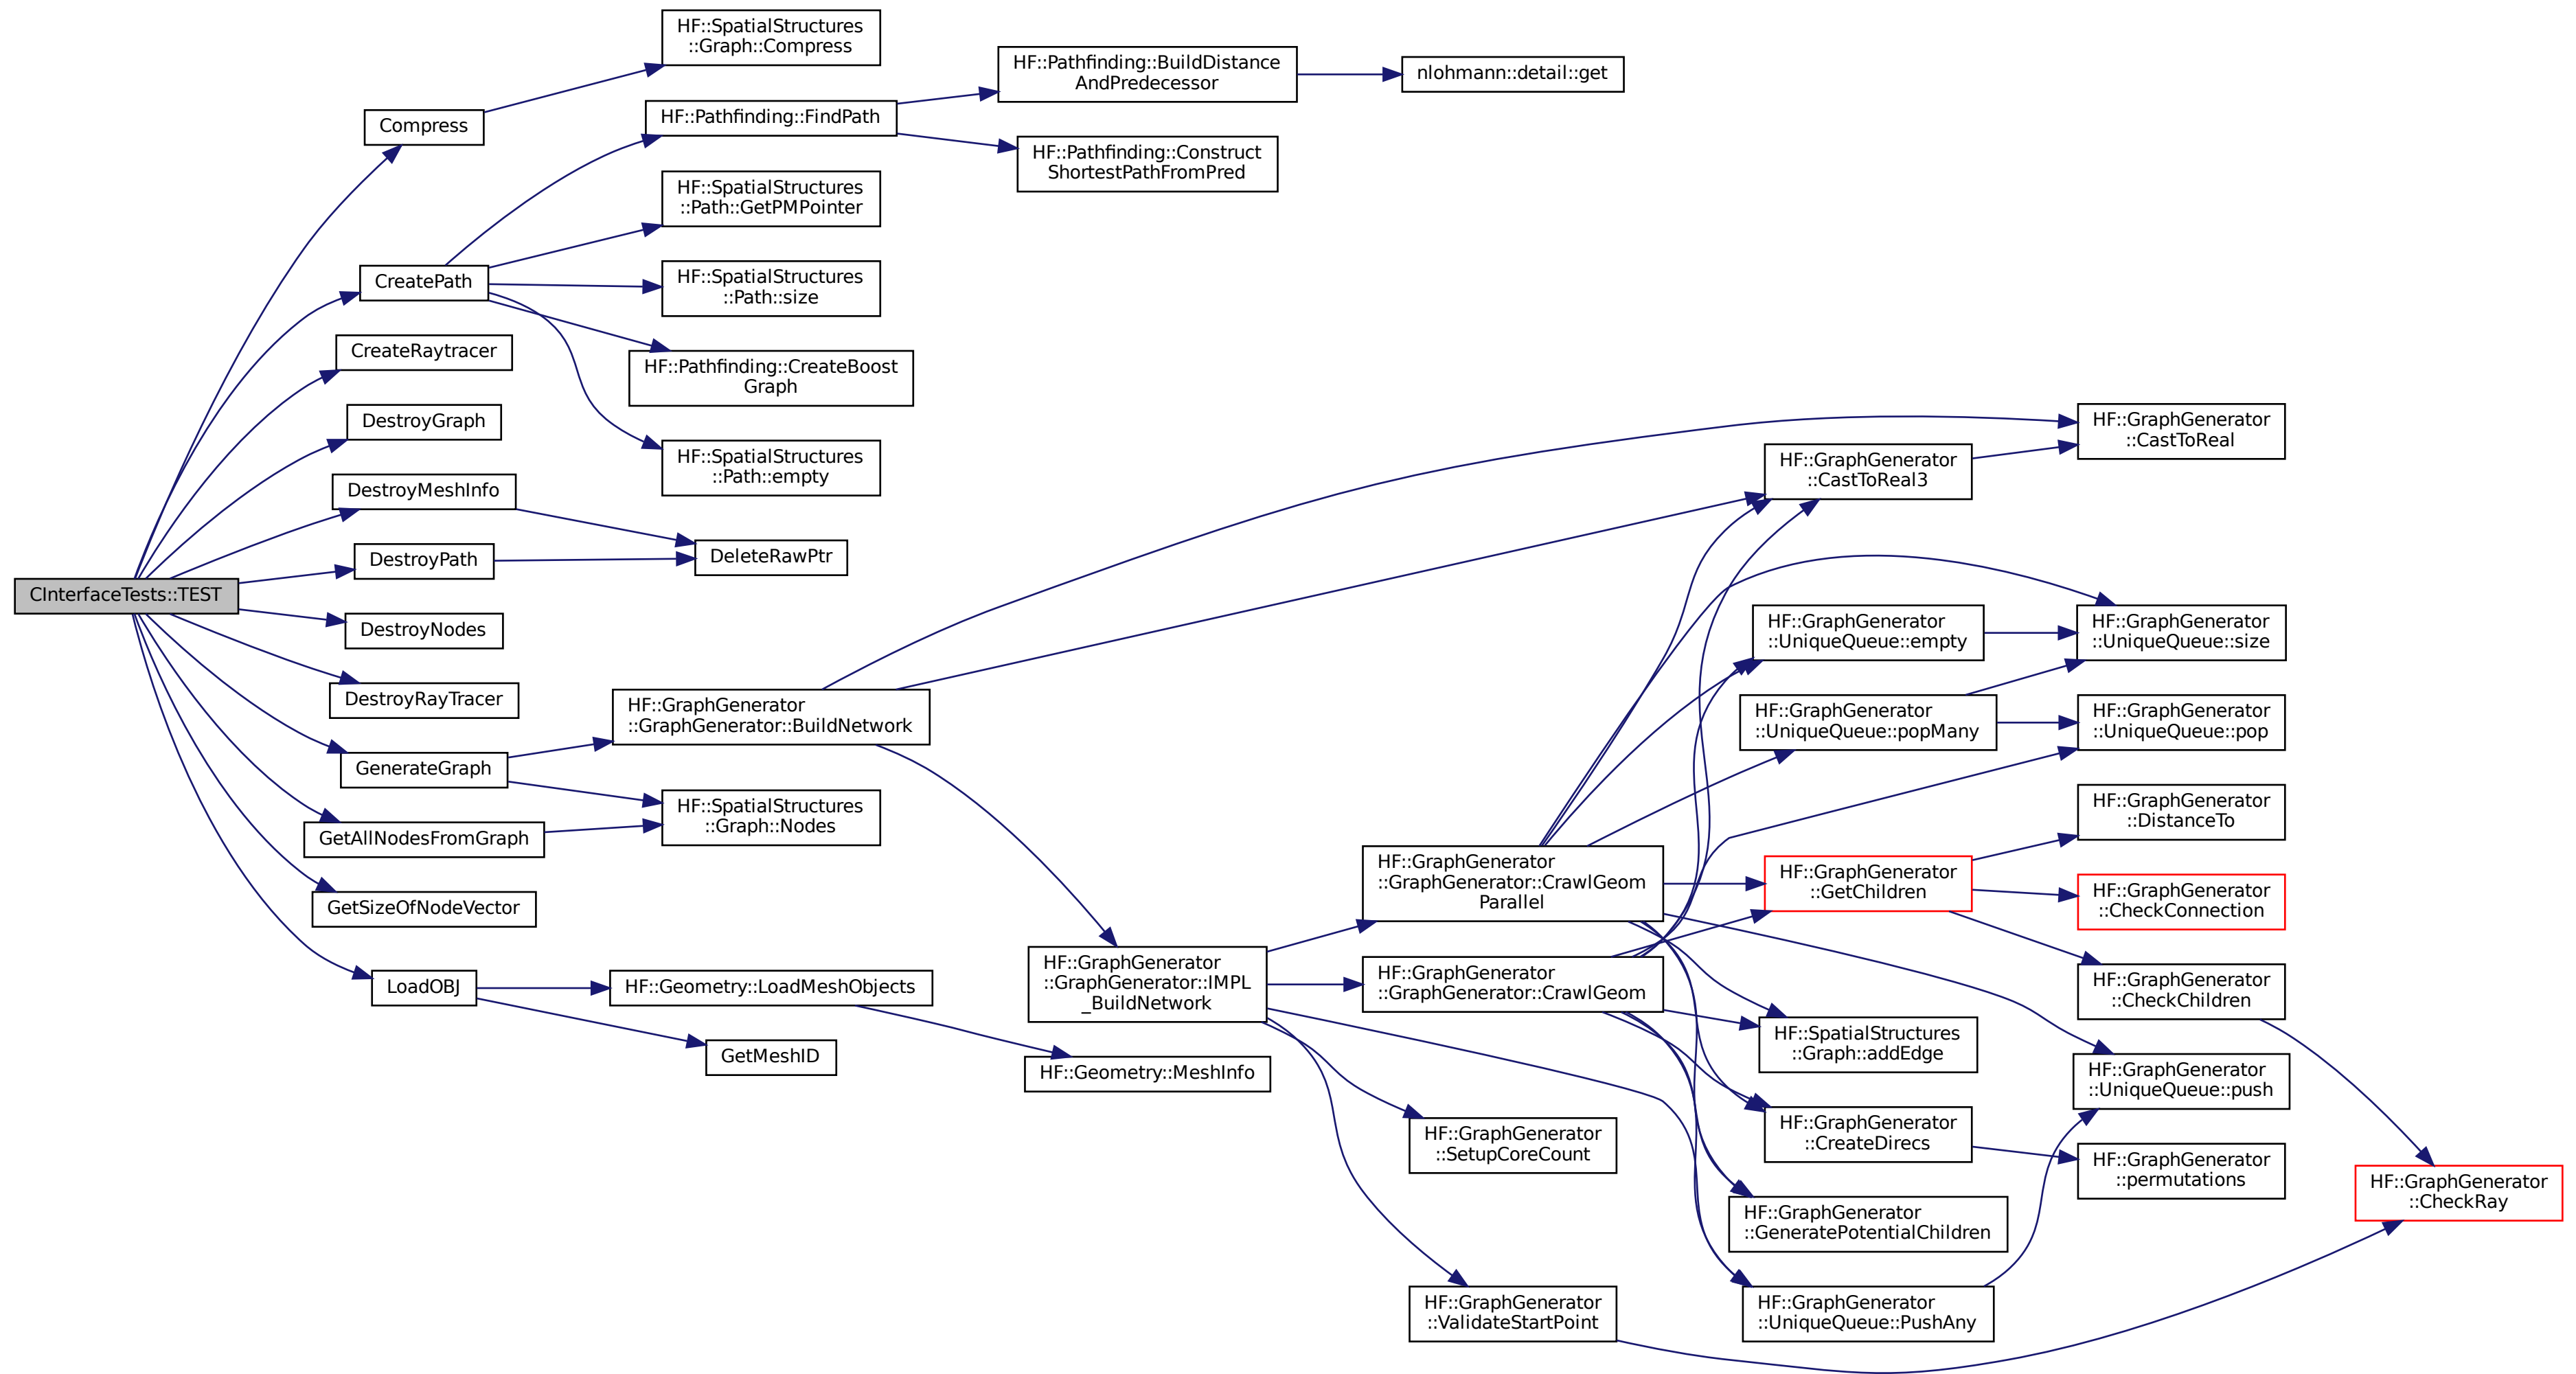 CInterfaceTests::TEST
Compress
CreatePath
CreateRaytracer
DestroyGraph
DestroyMeshInfo
DestroyPath
DestroyNodes
DestroyRayTracer
GenerateGraph
GetAllNodesFromGraph
GetSizeOfNodeVector
LoadOBJ
HF::SpatialStructures
::Graph::Compress
HF::Pathfinding::FindPath
HF::SpatialStructures
::Path::GetPMPointer
HF::SpatialStructures
::Path::size
HF::Pathfinding::CreateBoost
Graph
HF::SpatialStructures
::Path::empty
DeleteRawPtr
HF::GraphGenerator
::GraphGenerator::BuildNetwork
HF::SpatialStructures
::Graph::Nodes
HF::Geometry::LoadMeshObjects
GetMeshID
HF::Pathfinding::BuildDistance
AndPredecessor
HF::Pathfinding::Construct
ShortestPathFromPred
HF::GraphGenerator
::GraphGenerator::IMPL
_BuildNetwork
HF::Geometry::MeshInfo
nlohmann::detail::get
HF::GraphGenerator
::GraphGenerator::CrawlGeom
Parallel
HF::GraphGenerator
::GraphGenerator::CrawlGeom
HF::GraphGenerator
::SetupCoreCount
HF::GraphGenerator
::ValidateStartPoint
HF::GraphGenerator
::CastToReal3
HF::GraphGenerator
::UniqueQueue::empty
HF::GraphGenerator
::UniqueQueue::popMany
HF::GraphGenerator
::GetChildren
HF::SpatialStructures
::Graph::addEdge
HF::GraphGenerator
::CreateDirecs
HF::GraphGenerator
::GeneratePotentialChildren
HF::GraphGenerator
::UniqueQueue::PushAny
HF::GraphGenerator
::CastToReal
HF::GraphGenerator
::UniqueQueue::size
HF::GraphGenerator
::UniqueQueue::pop
HF::GraphGenerator
::DistanceTo
HF::GraphGenerator
::CheckConnection
HF::GraphGenerator
::CheckChildren
HF::GraphGenerator
::UniqueQueue::push
HF::GraphGenerator
::permutations
HF::GraphGenerator
::CheckRay